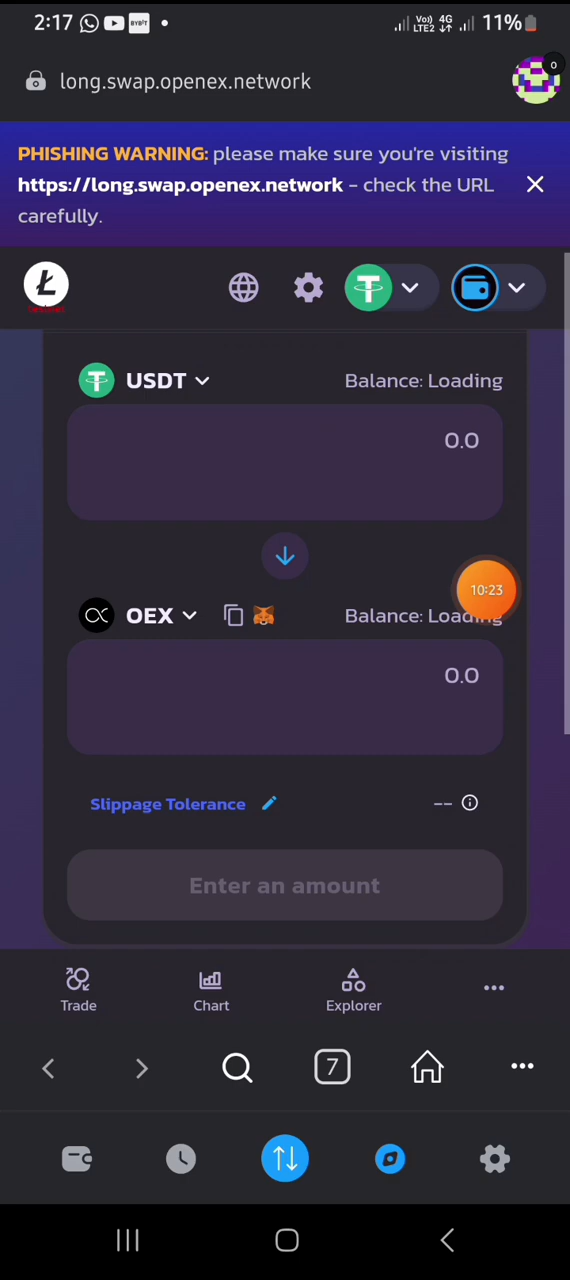 2:17 BYBIT Vo)) LTE2 4G 11%
long.swap.openex.network 0
PHISHING WARNING: please make sure you're visiting
https://long.swap.openex.network - check the URL
carefully.
USDT Balance: Loading
0.0
10:23
OEX Balance: Loading
0.0
Slippage Tolerance --
Enter an amount
Trade Chart Explorer
7